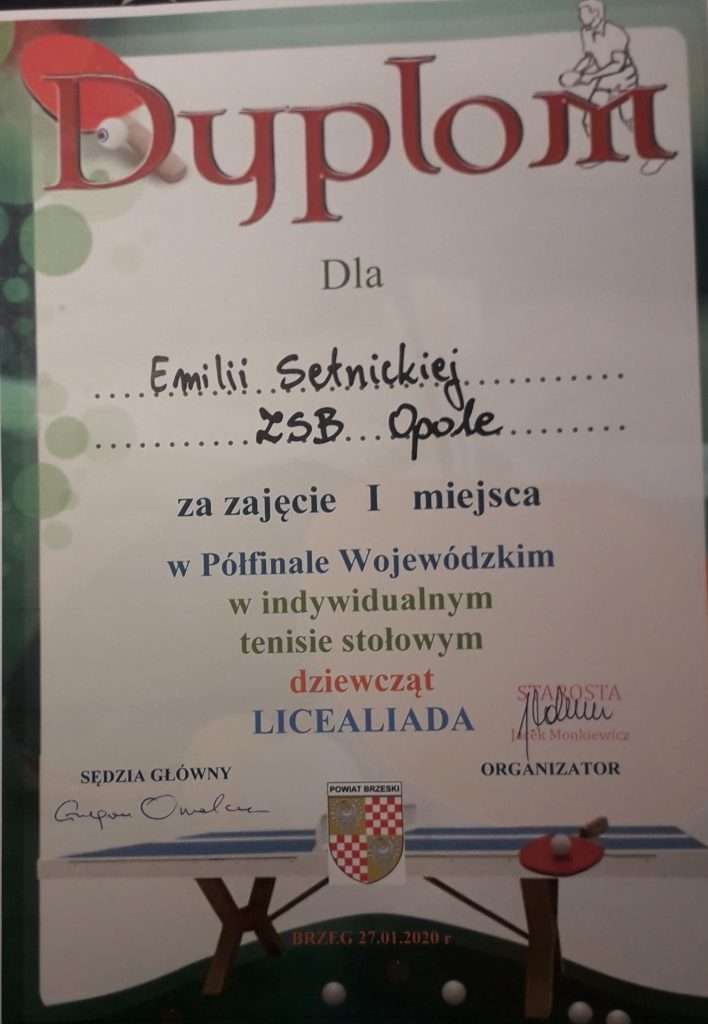 Dyplom
Dla
Emilii Setnickiej
ZSB Opole
za zajęcie I miejsca
w Półfinale Wojewódzkim
w indywidualnym
tenisie stołowym
dziewcząt
LICEALIADA
STAROSTA
Jacek Monkiewicz
SĘDZIA GŁÓWNY
ORGANIZATOR
POWIAT BRZESKI
BRZEG 27.01.2020 r